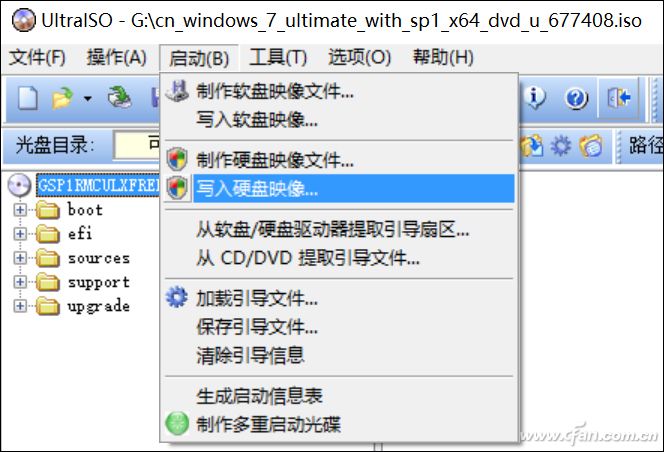 UltraISO - G:\cn_windows_7_ultimate_with_sp1_x64_dvd_u_677408.iso
文件(F) 操作(A) 启动(B) 工具(T) 选项(O) 帮助(H)
制作软盘映像文件...
写入软盘映像...
光盘目录: 可
路径
制作硬盘映像文件...
GSP1RMCULXFRE
写入硬盘映像...
boot
从软盘/硬盘驱动器提取引导扇区...
efi
从 CD/DVD 提取引导文件...
sources
support
加载引导文件...
upgrade
保存引导文件...
清除引导信息
生成启动信息表
制作多重启动光碟
www.cfan.com.cn